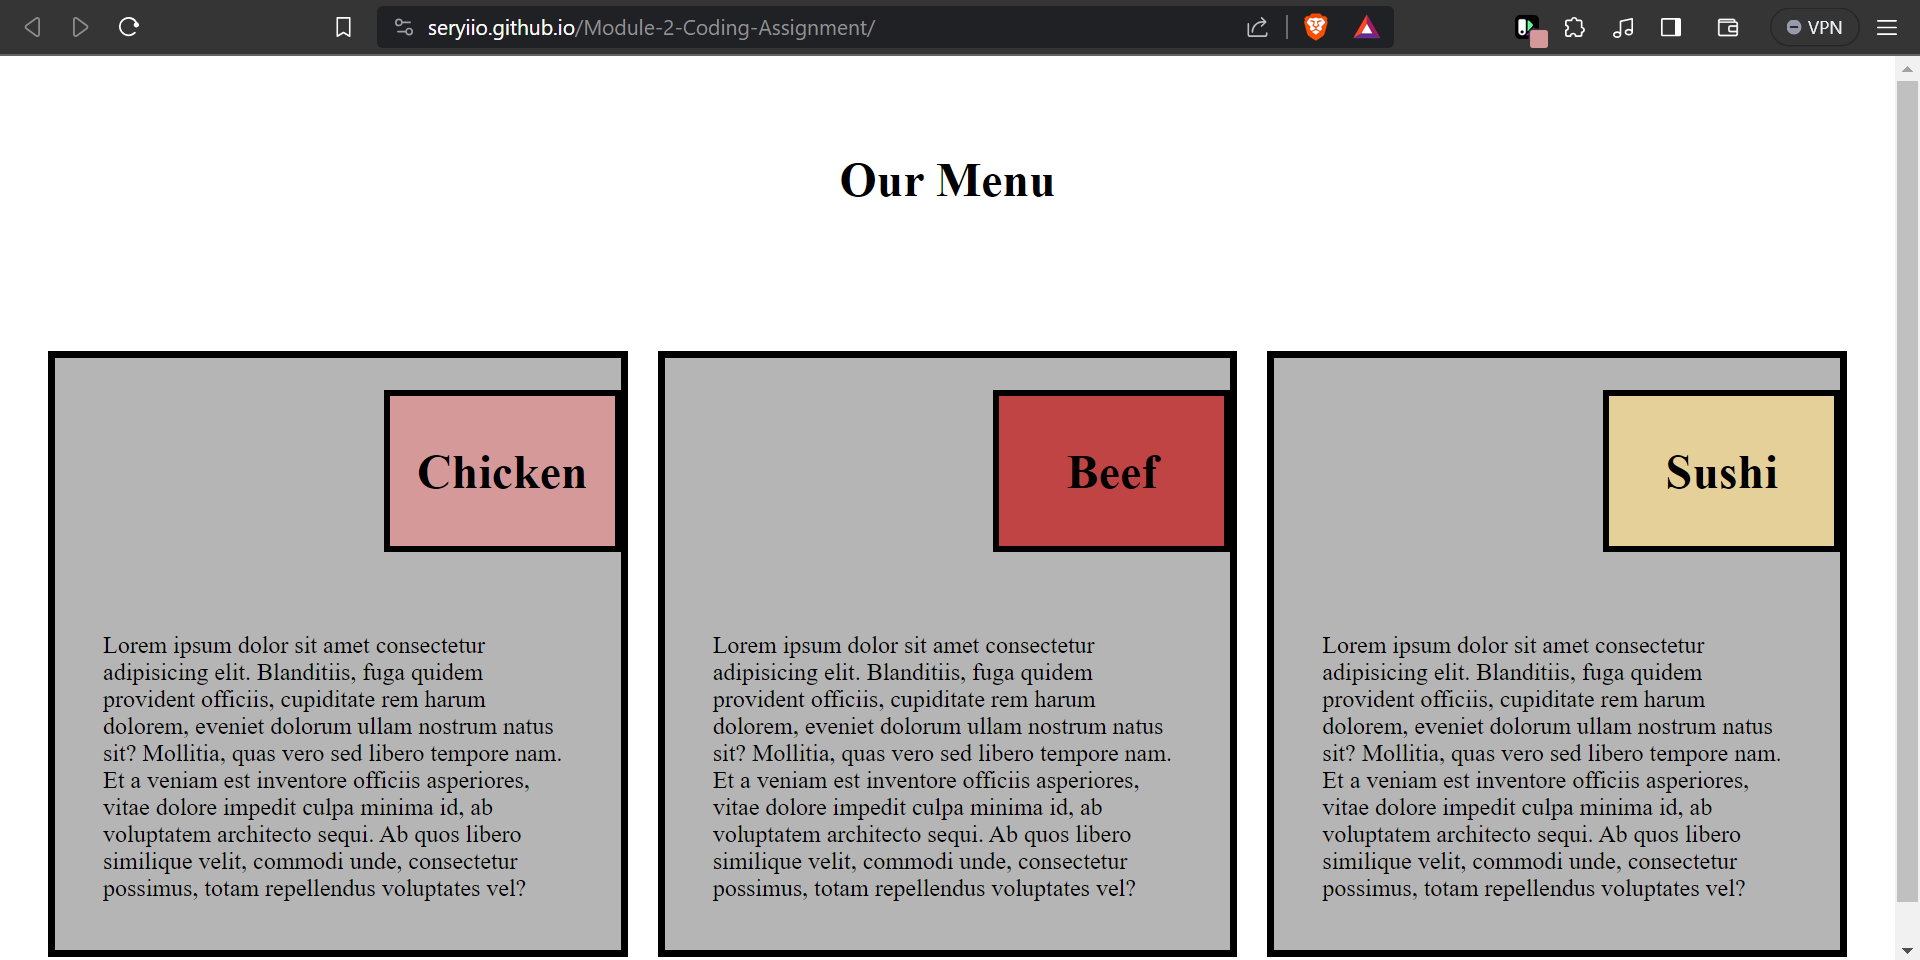 seryiio.github.io/Module-2-Coding-Assignment/
VPN
Our Menu
Chicken
Lorem ipsum dolor sit amet consectetur
adipisicing elit. Blanditiis, fuga quidem
provident officiis, cupiditate rem harum
dolorem, eveniet dolorum ullam nostrum natus
sit? Mollitia, quas vero sed libero tempore nam.
Et a veniam est inventore officiis asperiores,
vitae dolore impedit culpa minima id, ab
voluptatem architecto sequi. Ab quos libero
similique velit, commodi unde, consectetur
possimus, totam repellendus voluptates vel?
Beef
Lorem ipsum dolor sit amet consectetur
adipisicing elit. Blanditiis, fuga quidem
provident officiis, cupiditate rem harum
dolorem, eveniet dolorum ullam nostrum natus
sit? Mollitia, quas vero sed libero tempore nam.
Et a veniam est inventore officiis asperiores,
vitae dolore impedit culpa minima id, ab
voluptatem architecto sequi. Ab quos libero
similique velit, commodi unde, consectetur
possimus, totam repellendus voluptates vel?
Sushi
Lorem ipsum dolor sit amet consectetur
adipisicing elit. Blanditiis, fuga quidem
provident officiis, cupiditate rem harum
dolorem, eveniet dolorum ullam nostrum natus
sit? Mollitia, quas vero sed libero tempore nam.
Et a veniam est inventore officiis asperiores,
vitae dolore impedit culpa minima id, ab
voluptatem architecto sequi. Ab quos libero
similique velit, commodi unde, consectetur
possimus, totam repellendus voluptates vel?